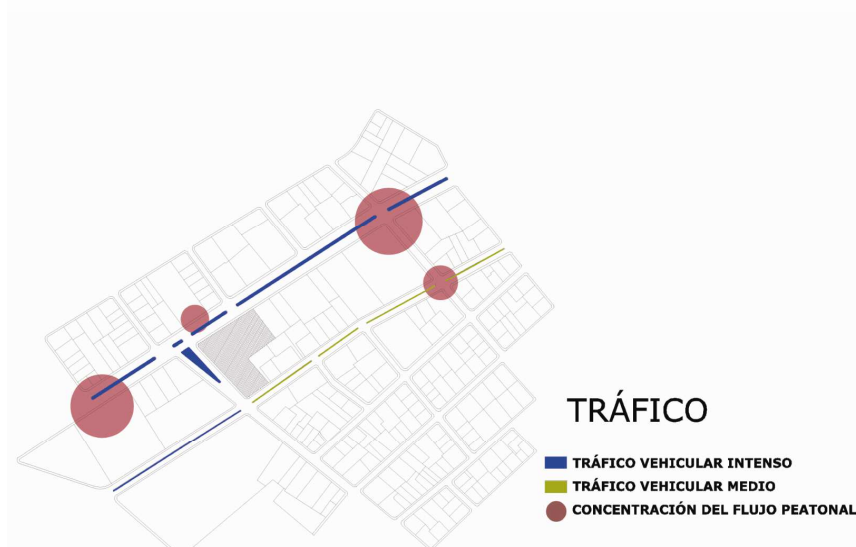 TRÁFICO
TRÁFICO VEHICULAR INTENSO
TRÁFICO VEHICULAR MEDIO
CONCENTRACIÓN DEL FLUJO PEATONAL